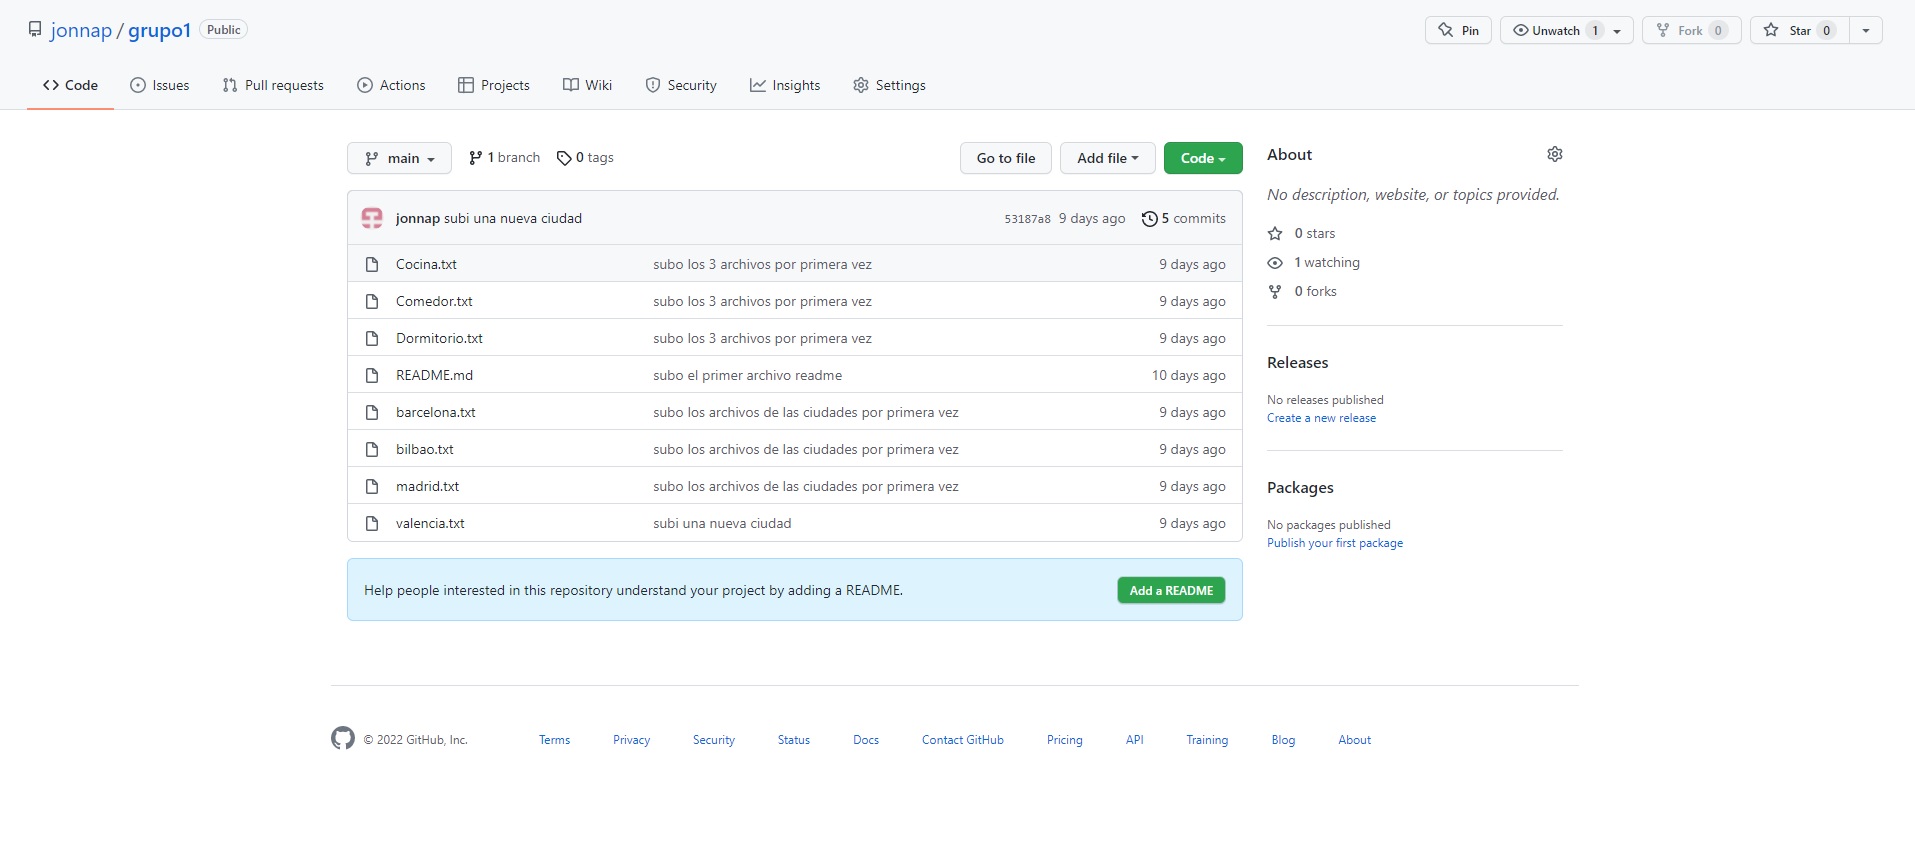 jonnap / grupo1 Public Pin Unwatch 1 Fork 0 Star 0
Code Issues Pull requests Actions Projects Wiki Security Insights Settings
main 1 branch 0 tags Go to file Add file Code
jonnap subi una nueva ciudad 53187a8 9 days ago 5 commits
Cocina.txt subo los 3 archivos por primera vez 9 days ago
Comedor.txt subo los 3 archivos por primera vez 9 days ago
Dormitorio.txt subo los 3 archivos por primera vez 9 days ago
README.md subo el primer archivo readme 10 days ago
barcelona.txt subo los archivos de las ciudades por primera vez 9 days ago
bilbao.txt subo los archivos de las ciudades por primera vez 9 days ago
madrid.txt subo los archivos de las ciudades por primera vez 9 days ago
valencia.txt subi una nueva ciudad 9 days ago
Help people interested in this repository understand your project by adding a README. Add a README
About
No description, website, or topics provided.
0 stars
1 watching
0 forks
Releases
No releases published
Create a new release
Packages
No packages published
Publish your first package
© 2022 GitHub, Inc. Terms Privacy Security Status Docs Contact GitHub Pricing API Training Blog About